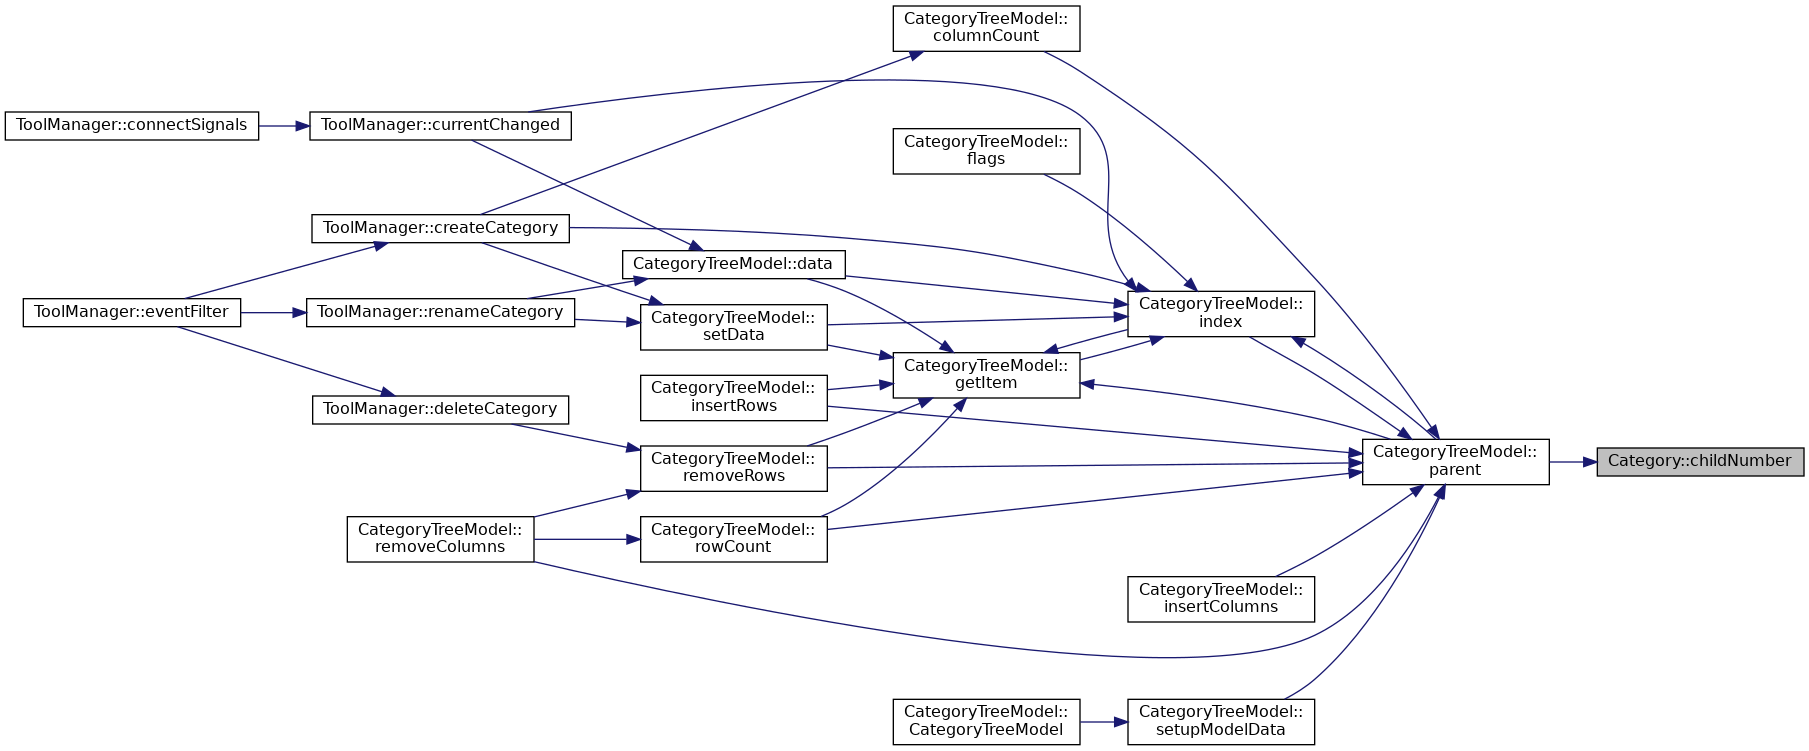 CategoryTreeModel::
columnCount
ToolManager::connectSignals
ToolManager::currentChanged
CategoryTreeModel::
flags
ToolManager::createCategory
CategoryTreeModel::data
ToolManager::eventFilter
ToolManager::renameCategory
CategoryTreeModel::
setData
CategoryTreeModel::
index
CategoryTreeModel::
getItem
CategoryTreeModel::
insertRows
ToolManager::deleteCategory
CategoryTreeModel::
removeRows
CategoryTreeModel::
parent
Category::childNumber
CategoryTreeModel::
removeColumns
CategoryTreeModel::
rowCount
CategoryTreeModel::
insertColumns
CategoryTreeModel::
CategoryTreeModel
CategoryTreeModel::
setupModelData